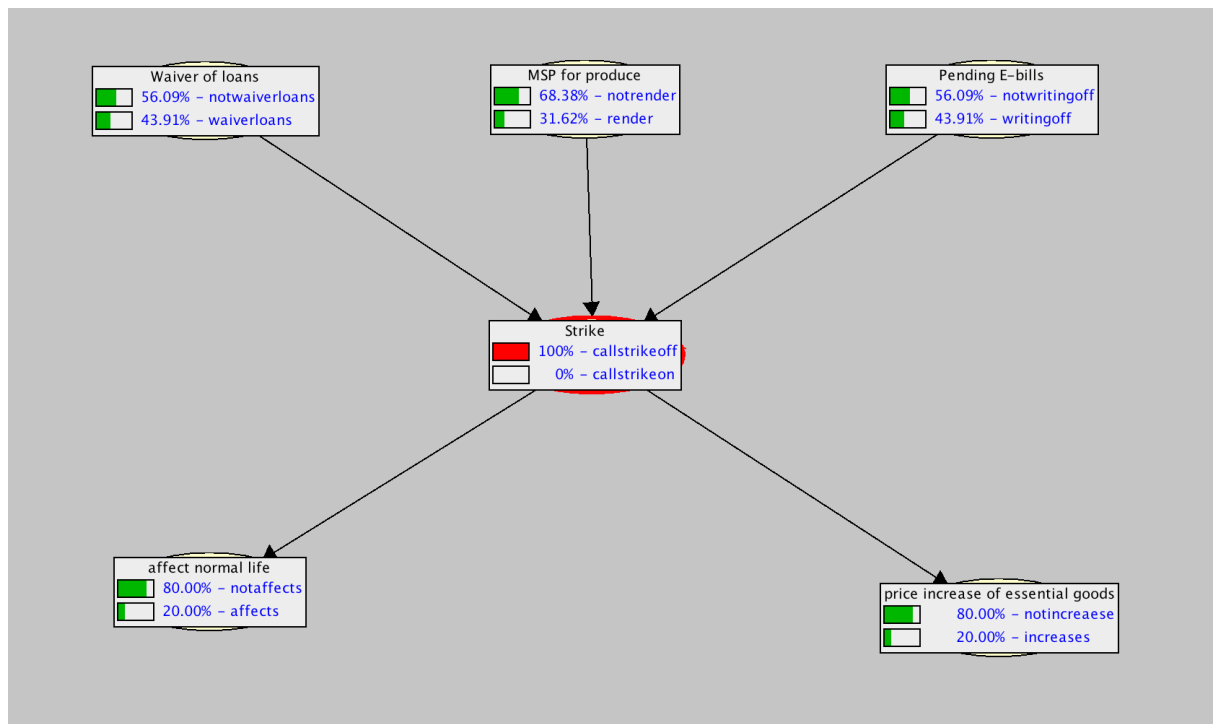 Waiver of loans
56.09% – notwaiverloans
43.91% – waiverloans
MSP for produce
68.38% – notrender
31.62% – render
Pending E–bills
56.09% – notwritingoff
43.91% – writingoff
Strike
100% – callstrikeoff
0% – callstrikeon
affect normal life
80.00% – notaffects
20.00% – affects
price increase of essential goods
80.00% – notincreaese
20.00% – increases